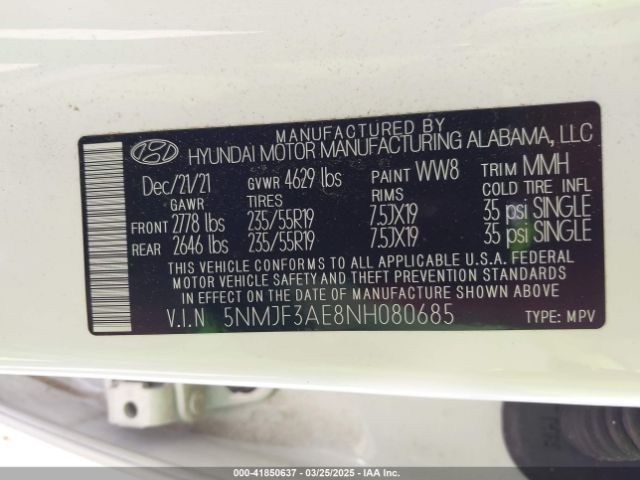 MANUFACTURED BY
HYUNDAI MOTOR MANUFACTURING ALABAMA, LLC
Dec/21/21 GVWR 4629 lbs PAINT WW8 TRIM MMH
GAWR TIRES RIMS COLD TIRE INFL
FRONT 2778 lbs 235/55R19 7.5JX19 35 psi SINGLE
REAR 2646 lbs 235/55R19 7.5JX19 35 psi SINGLE
THIS VEHICLE CONFORMS TO ALL APPLICABLE U.S.A. FEDERAL
MOTOR VEHICLE SAFETY AND THEFT PREVENTION STANDARDS
IN EFFECT ON THE DATE OF MANUFACTURE SHOWN ABOVE.
V.I.N 5NMJF3AE8NH080685 TYPE: MPV
000-41850637 - 03/25/2025 - IAA Inc.